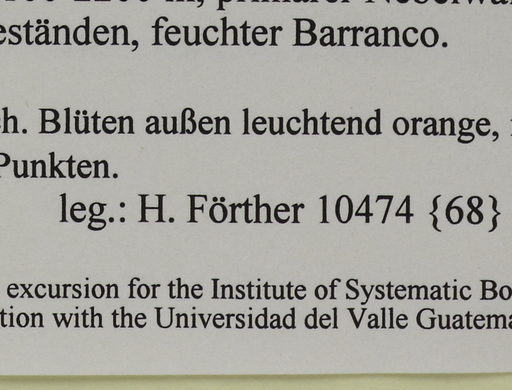 eständen, feuchter Barranco.
h. Blüten außen leuchtend orange,
Punkten.
leg.: H. Förther 10474 {68}
excursion for the Institute of Systematic Bo
tion with the Universidad del Valle Guatema